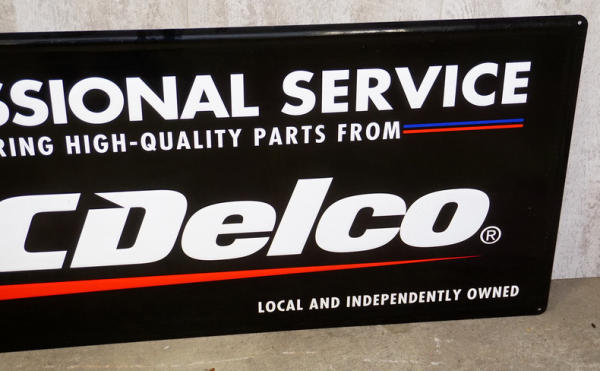 SSIONAL SERVICE
RING HIGH-QUALITY PARTS FROM
CDelco®
LOCAL AND INDEPENDENTLY OWNED